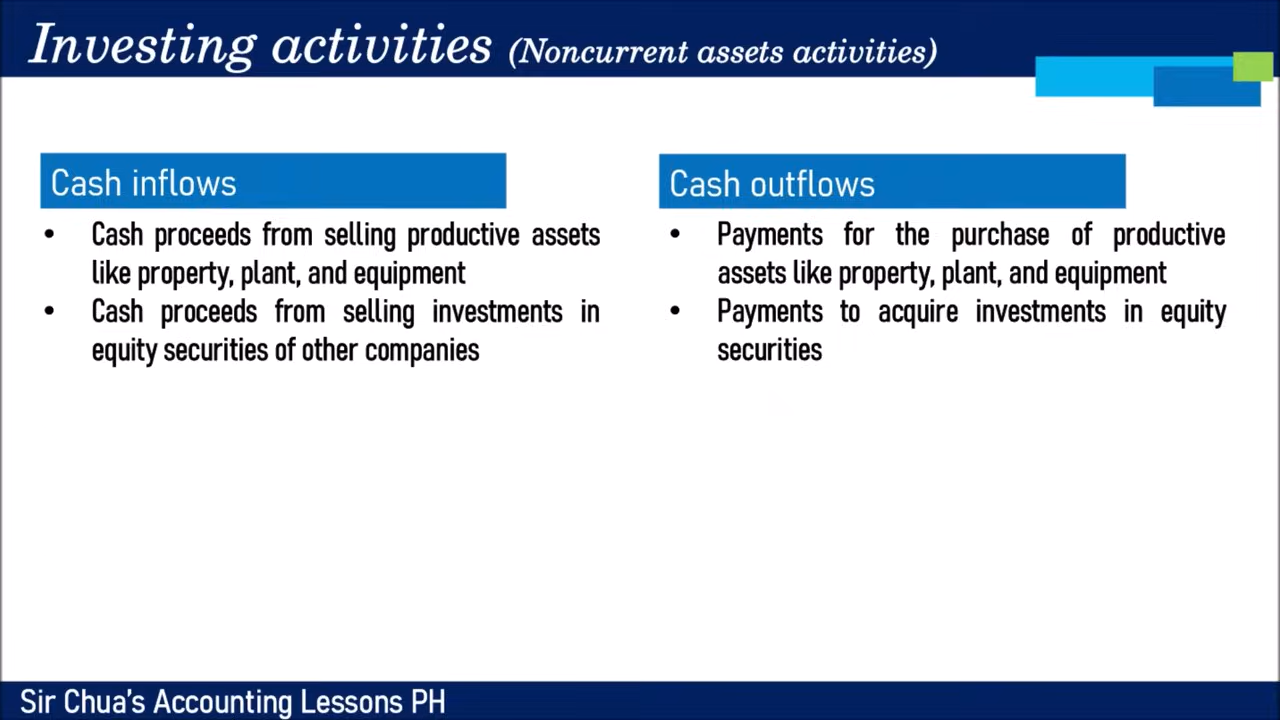 Investing activities (Noncurrent assets activities)
Cash inflows
• Cash proceeds from selling productive assets
like property, plant, and equipment
• Cash proceeds from selling investments in
equity securities of other companies
Cash outflows
• Payments for the purchase of productive
assets like property, plant, and equipment
• Payments to acquire investments in equity
securities
Sir Chua's Accounting Lessons PH